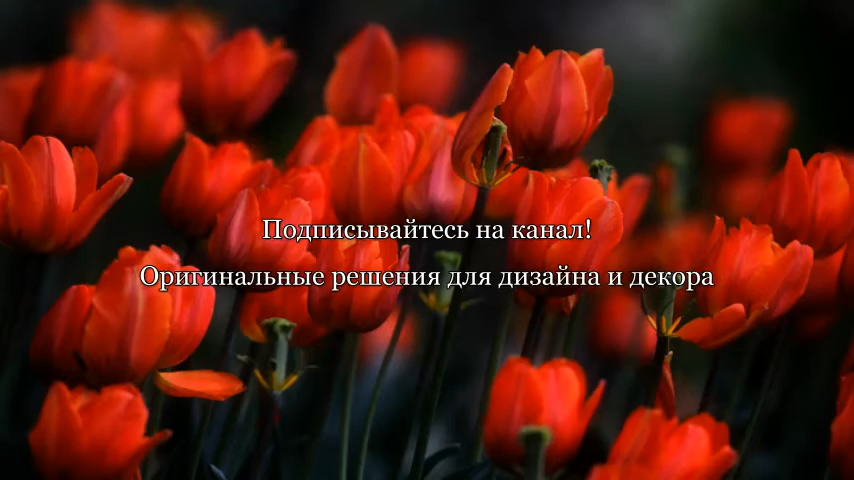 Подписывайтесь на канал!
Оригинальные решения для дизайна и декора